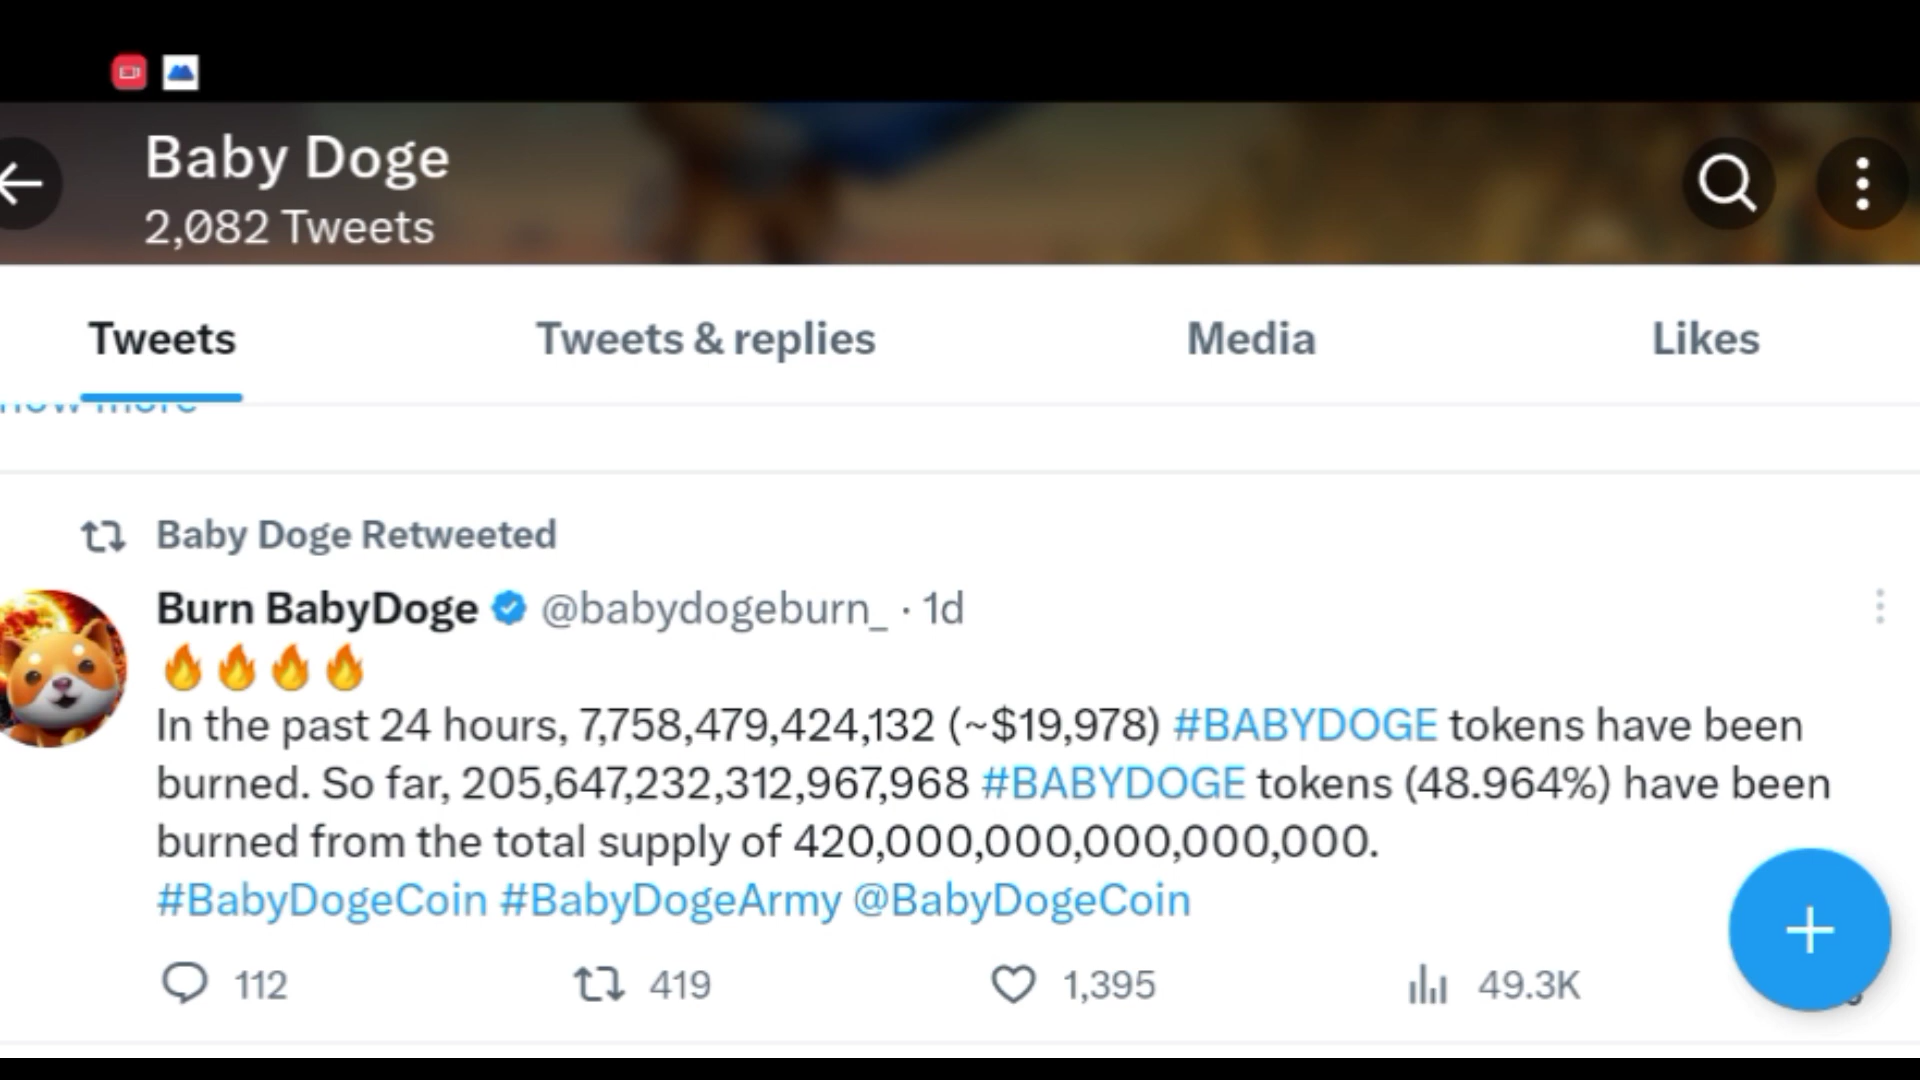 Baby Doge
2,082 Tweets
Tweets
Tweets & replies
Media
Likes
Baby Doge Retweeted
Burn BabyDoge @babydogeburn_ · 1d
🔥🔥🔥🔥
In the past 24 hours, 7,758,479,424,132 (~$19,978) #BABYDOGE tokens have been
burned. So far, 205,647,232,312,967,968 #BABYDOGE tokens (48.964%) have been
burned from the total supply of 420,000,000,000,000,000.
#BabyDogeCoin #BabyDogeArmy @BabyDogeCoin
112
419
1,395
49.3K